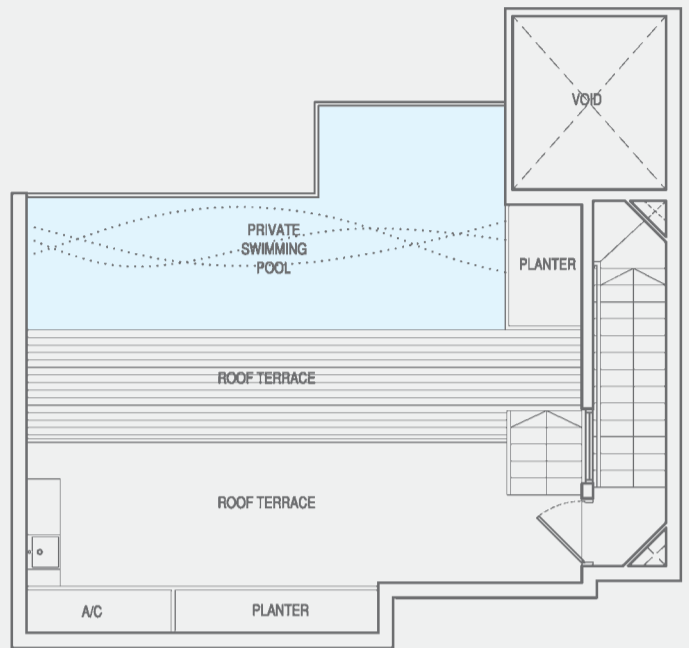 VOID
PRIVATE
SWIMMING
POOL
PLANTER
ROOF TERRACE
ROOF TERRACE
A/C
PLANTER